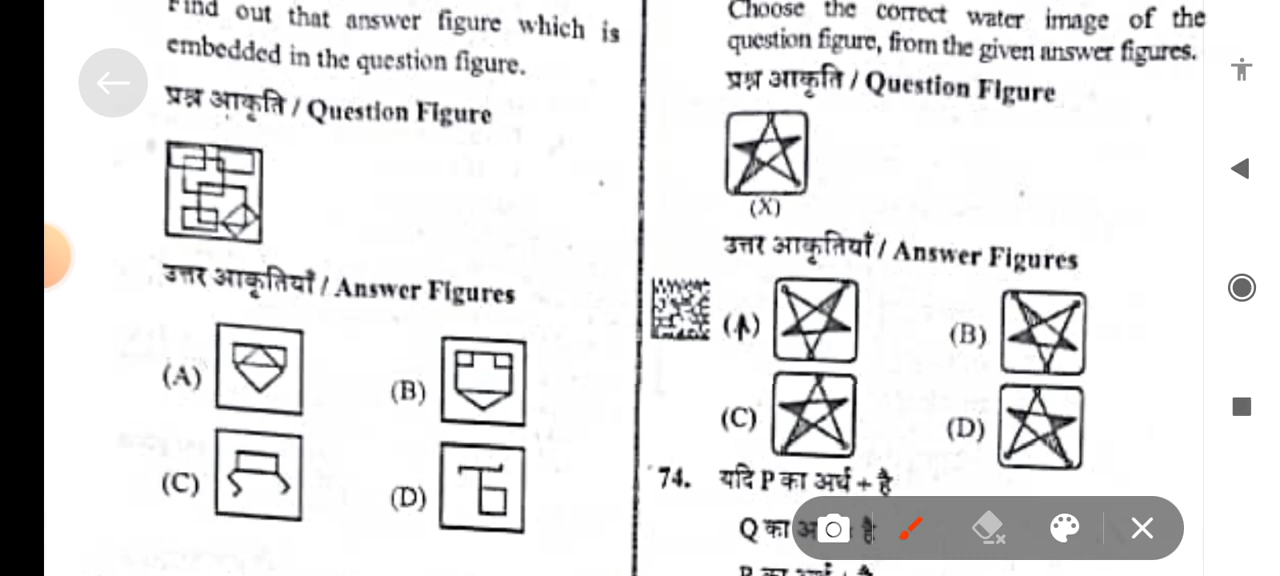 Find out that answer figure which is
embedded in the question figure.
प्रश्न आकृति / Question Figure
उत्तर आकृतियाँ / Answer Figures
(A)
(B)
(C)
(D)
Choose the correct water image of the
question figure, from the given answer figures.
प्रश्न आकृति / Question Figure
(X)
उत्तर आकृतियाँ / Answer Figures
(A)
(B)
(C)
(D)
74. यदि P का अर्थ + है
Q का है